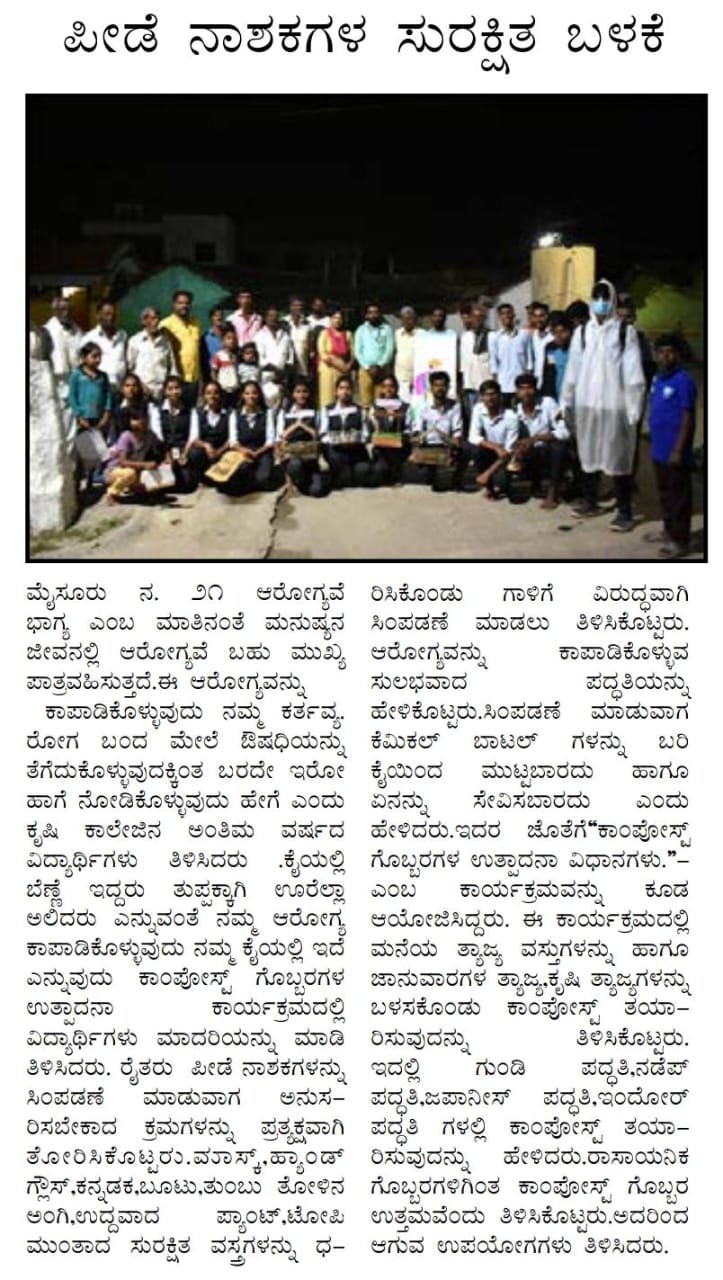 ಪೀಡೆ ನಾಶಕಗಳ ಸುರಕ್ಷಿತ ಬಳಕೆ
ಮೈಸೂರು ನ. ೨೧ ಆರೋಗ್ಯವೆ
ಭಾಗ್ಯ ಎಂಬ ಮಾತಿನಂತೆ ಮನುಷ್ಯನ
ಜೀವನಲ್ಲಿ ಆರೋಗ್ಯವೆ ಬಹು ಮುಖ್ಯ
ಪಾತ್ರವಹಿಸುತ್ತದೆ.ಈ ಆರೋಗ್ಯವನ್ನು
ಕಾಪಾಡಿಕೊಳ್ಳುವುದು ನಮ್ಮ ಕರ್ತವ್ಯ.
ರೋಗ ಬಂದ ಮೇಲೆ ಔಷಧಿಯನ್ನು
ತೆಗೆದುಕೊಳ್ಳುವುದಕ್ಕಿಂತ ಬರದೇ ಇರೋ
ಹಾಗೆ ನೋಡಿಕೊಳ್ಳುವುದು ಹೇಗೆ ಎಂದು
ಕೃಷಿ ಕಾಲೇಜಿನ ಅಂತಿಮ ವರ್ಷದ
ವಿದ್ಯಾರ್ಥಿಗಳು ತಿಳಿಸಿದರು .ಕೈಯಲ್ಲಿ
ಬೆಣ್ಣೆ ಇದ್ದರು ತುಪ್ಪಕ್ಕಾಗಿ ಊರೆಲ್ಲಾ
ಅಲಿದರು ಎನ್ನುವಂತೆ ನಮ್ಮ ಆರೋಗ್ಯ
ಕಾಪಾಡಿಕೊಳ್ಳುವುದು ನಮ್ಮ ಕೈಯಲ್ಲಿ ಇದೆ
ಎನ್ನುವುದು ಕಾಂಪೋಸ್ಟ್ ಗೊಬ್ಬರಗಳ
ಉತ್ಪಾದನಾ ಕಾರ್ಯಕ್ರಮದಲ್ಲಿ
ವಿದ್ಯಾರ್ಥಿಗಳು ಮಾದರಿಯನ್ನು ಮಾಡಿ
ತಿಳಿಸಿದರು. ರೈತರು ಪೀಡೆ ನಾಶಕಗಳನ್ನು
ಸಿಂಪಡಣೆ ಮಾಡುವಾಗ ಅನುಸ-
ರಿಸಬೇಕಾದ ಕ್ರಮಗಳನ್ನು ಪ್ರತ್ಯಕ್ಷವಾಗಿ
ತೋರಿಸಿಕೊಟ್ಟರು.ಮಾಸ್ಕ್,ಹ್ಯಾಂಡ್
ಗ್ಲೌಸ್,ಕನ್ನಡಕ,ಬೂಟು,ತುಂಬು ತೋಳಿನ
ಅಂಗಿ,ಉದ್ದವಾದ ಪ್ಯಾಂಟ್,ಟೋಪಿ
ಮುಂತಾದ ಸುರಕ್ಷಿತ ವಸ್ತ್ರಗಳನ್ನು ಧ-
ರಿಸಿಕೊಂಡು ಗಾಳಿಗೆ ವಿರುದ್ಧವಾಗಿ
ಸಿಂಪಡಣೆ ಮಾಡಲು ತಿಳಿಸಿಕೊಟ್ಟರು.
ಆರೋಗ್ಯವನ್ನು ಕಾಪಾಡಿಕೊಳ್ಳುವ
ಸುಲಭವಾದ ಪದ್ಧತಿಯನ್ನು
ಹೇಳಿಕೊಟ್ಟರು.ಸಿಂಪಡಣೆ ಮಾಡುವಾಗ
ಕೆಮಿಕಲ್ ಬಾಟಲ್ ಗಳನ್ನು ಬರಿ
ಕೈಯಿಂದ ಮುಟ್ಟಬಾರದು ಹಾಗೂ
ಏನನ್ನು ಸೇವಿಸಬಾರದು ಎಂದು
ಹೇಳಿದರು.ಇದರ ಜೊತೆಗೆ“ಕಾಂಪೋಸ್ಟ್
ಗೊಬ್ಬರಗಳ ಉತ್ಪಾದನಾ ವಿಧಾನಗಳು.”-
ಎಂಬ ಕಾರ್ಯಕ್ರಮವನ್ನು ಕೂಡ
ಆಯೋಜಿಸಿದ್ದರು. ಈ ಕಾರ್ಯಕ್ರಮದಲ್ಲಿ
ಮನೆಯ ತ್ಯಾಜ್ಯ ವಸ್ತುಗಳನ್ನು ಹಾಗೂ
ಜಾನುವಾರಗಳ ತ್ಯಾಜ್ಯ,ಕೃಷಿ ತ್ಯಾಜ್ಯಗಳನ್ನು
ಬಳಸಕೊಂಡು ಕಾಂಪೋಸ್ಟ್ ತಯಾ-
ರಿಸುವುದನ್ನು ತಿಳಿಸಿಕೊಟ್ಟರು.
ಇದಲ್ಲಿ ಗುಂಡಿ ಪದ್ಧತಿ,ನಡೆಪ್
ಪದ್ಧತಿ,ಜಪಾನೀಸ್ ಪದ್ಧತಿ,ಇಂದೋರ್
ಪದ್ಧತಿ ಗಳಲ್ಲಿ ಕಾಂಪೋಸ್ಟ್ ತಯಾ-
ರಿಸುವುದನ್ನು ಹೇಳಿದರು.ರಾಸಾಯನಿಕ
ಗೊಬ್ಬರಗಳಿಗಿಂತ ಕಾಂಪೋಸ್ಟ್ ಗೊಬ್ಬರ
ಉತ್ತಮವೆಂದು ತಿಳಿಸಿಕೊಟ್ಟರು.ಅದರಿಂದ
ಆಗುವ ಉಪಯೋಗಗಳು ತಿಳಿಸಿದರು.